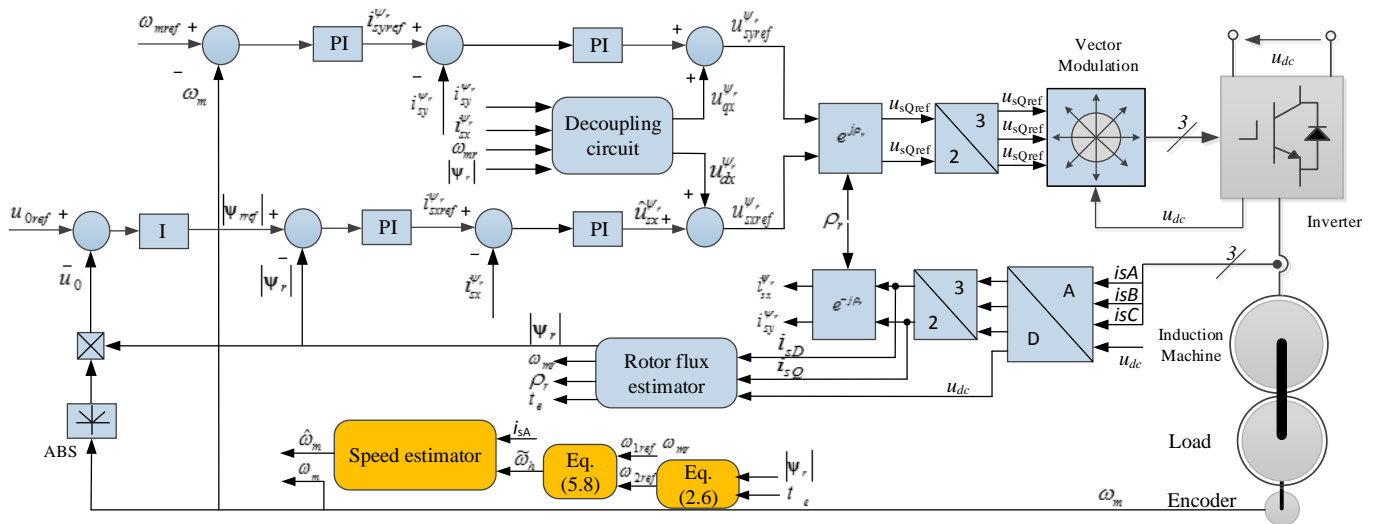 ω_mref + − ω_m
PI
i_syref^ψr + −
i_sy^ψr
PI
+ +
u_syref^ψr
u_qx^ψr
i_sy^ψr
i_sx^ψr
ω_mr
|Ψ_r|
Decoupling
circuit
u_dx^ψr
u_0ref + −
u_0
I
|Ψ_rref| + −
|Ψ_r|
PI
i_sxref^ψr + −
i_sx^ψr
PI
û_sx^ψr + +
u_sxref^ψr
e^jρr
ρ_r
u_sQref
u_sQref
3
2
u_sQref
u_sQref
u_sQref
Vector
Modulation
3
u_dc
u_dc
Inverter
3
isA
isB
isC
u_dc
A
D
3
2
e^−jρr
i_sx^ψr
i_sy^ψr
Induction
Machine
Load
Encoder
|Ψ_r|
ω_mr
ρ_r
t_e
Rotor flux
estimator
i_sD
i_sQ
u_dc
ABS
ω̂_m
ω_m
Speed estimator
i_sA
ω̃_h
Eq.
(5.8)
ω_1ref ω_mr
ω_2ref
Eq.
(2.6)
|Ψ_r|
t_e
ω_m